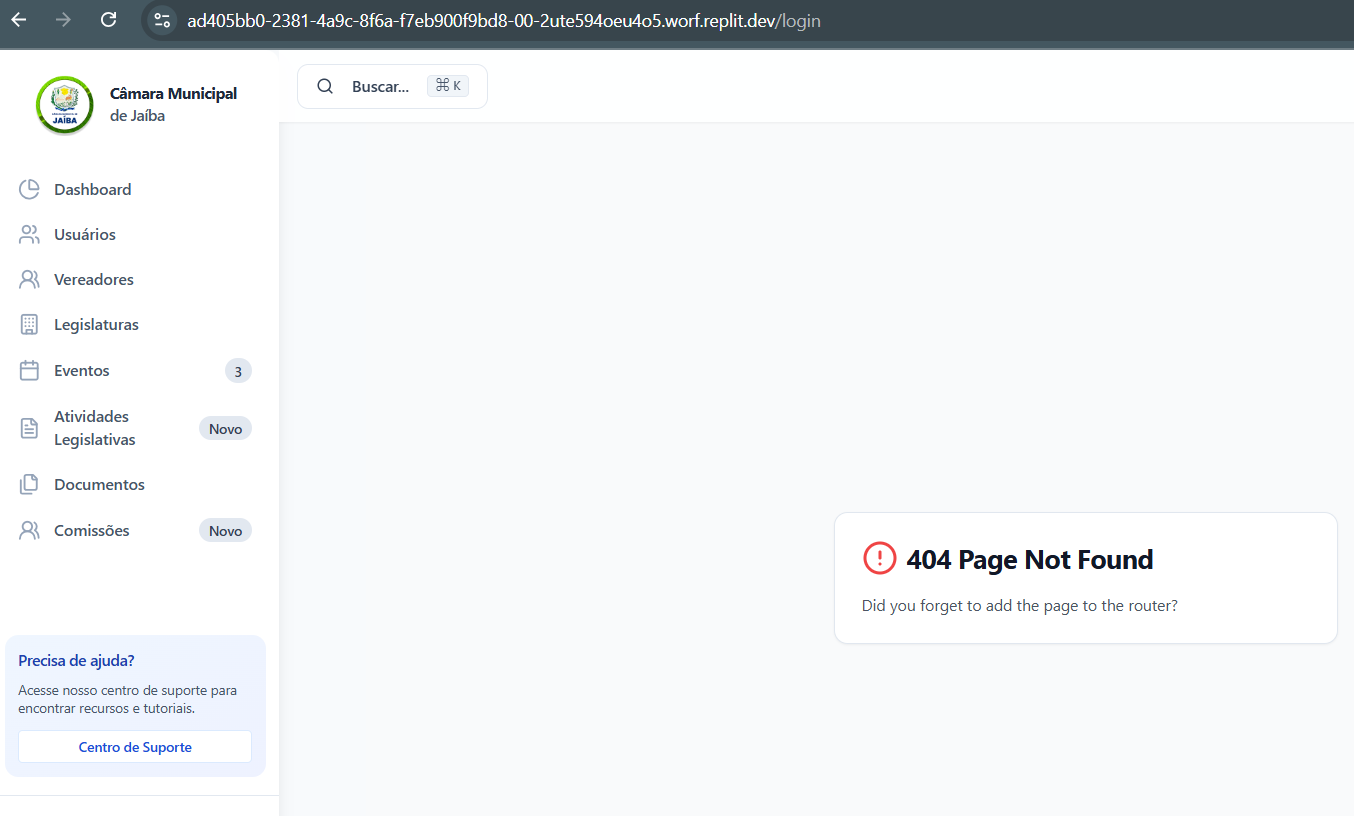 ad405bb0-2381-4a9c-8f6a-f7eb900f9bd8-00-2ute594oeu4o5.worf.replit.dev/login
JAÍBA
Câmara Municipal
de Jaíba
Buscar... ⌘ K
Dashboard
Usuários
Vereadores
Legislaturas
Eventos 3
Atividades
Legislativas
Novo
Documentos
Comissões Novo
404 Page Not Found
Did you forget to add the page to the router?
Precisa de ajuda?
Acesse nosso centro de suporte para
encontrar recursos e tutoriais.
Centro de Suporte